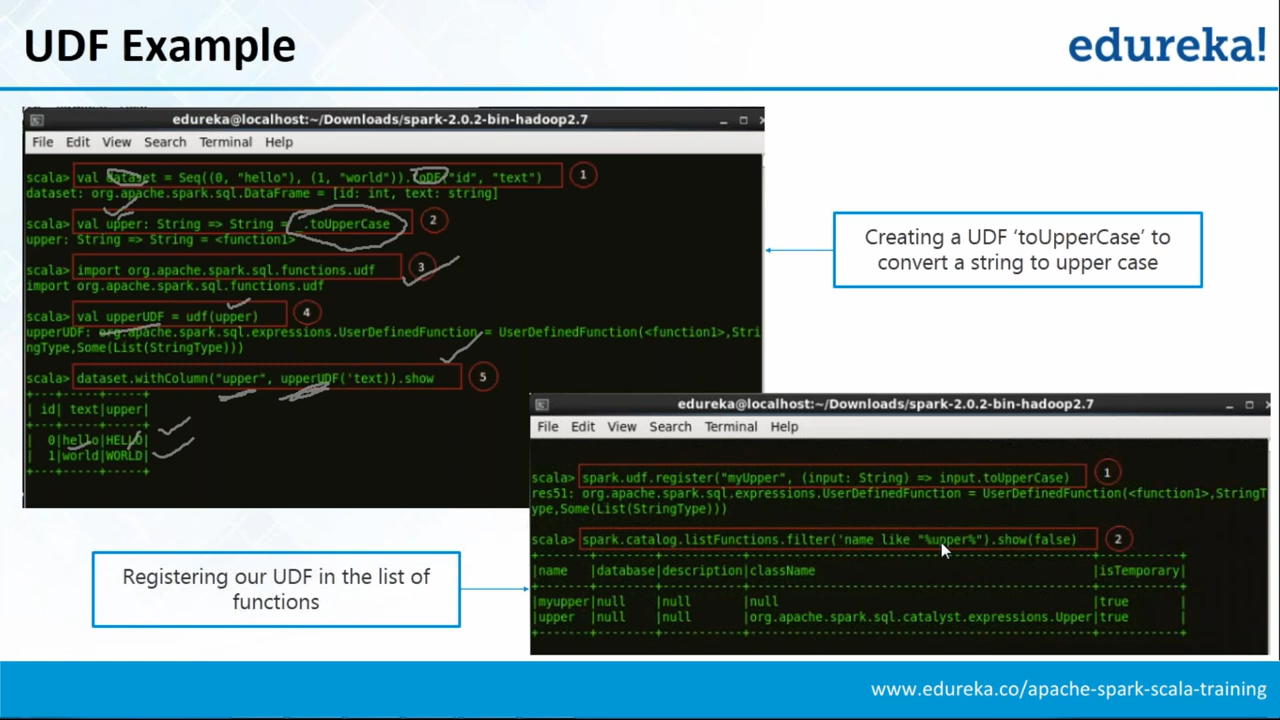 UDF Example
edureka!
edureka@localhost:~/Downloads/spark-2.0.2-bin-hadoop2.7
File Edit View Search Terminal Help
scala> val dataset = Seq((0, "hello"), (1, "world")).toDF("id", "text")
1
dataset: org.apache.spark.sql.DataFrame = [id: int, text: string]
scala> val upper: String => String = _.toUpperCase
2
upper: String => String = <function1>
scala> import org.apache.spark.sql.functions.udf
3
import org.apache.spark.sql.functions.udf
scala> val upperUDF = udf(upper)
4
upperUDF: org.apache.spark.sql.expressions.UserDefinedFunction = UserDefinedFunction(<function1>,Stri
ngType,Some(List(StringType)))
scala> dataset.withColumn("upper", upperUDF('text)).show
5
+---+-----+-----+
| id| text|upper|
+---+-----+-----+
| 0|hello|HELLO|
| 1|world|WORLD|
+---+-----+-----+
Creating a UDF ‘toUpperCase’ to
convert a string to upper case
edureka@localhost:~/Downloads/spark-2.0.2-bin-hadoop2.7
File Edit View Search Terminal Help
scala> spark.udf.register("myUpper", (input: String) => input.toUpperCase)
1
res51: org.apache.spark.sql.expressions.UserDefinedFunction = UserDefinedFunction(<function1>,StringT
ype,Some(List(StringType)))
scala> spark.catalog.listFunctions.filter('name like "%upper%").show(false)
2
+-------+--------+-----------+-----------------------------------------------+-----------+
|name |database|description|className |isTemporary|
+-------+--------+-----------+-----------------------------------------------+-----------+
|myupper|null |null |null |true |
|upper |null |null |org.apache.spark.sql.catalyst.expressions.Upper|true |
+-------+--------+-----------+-----------------------------------------------+-----------+
Registering our UDF in the list of
functions
www.edureka.co/apache-spark-scala-training